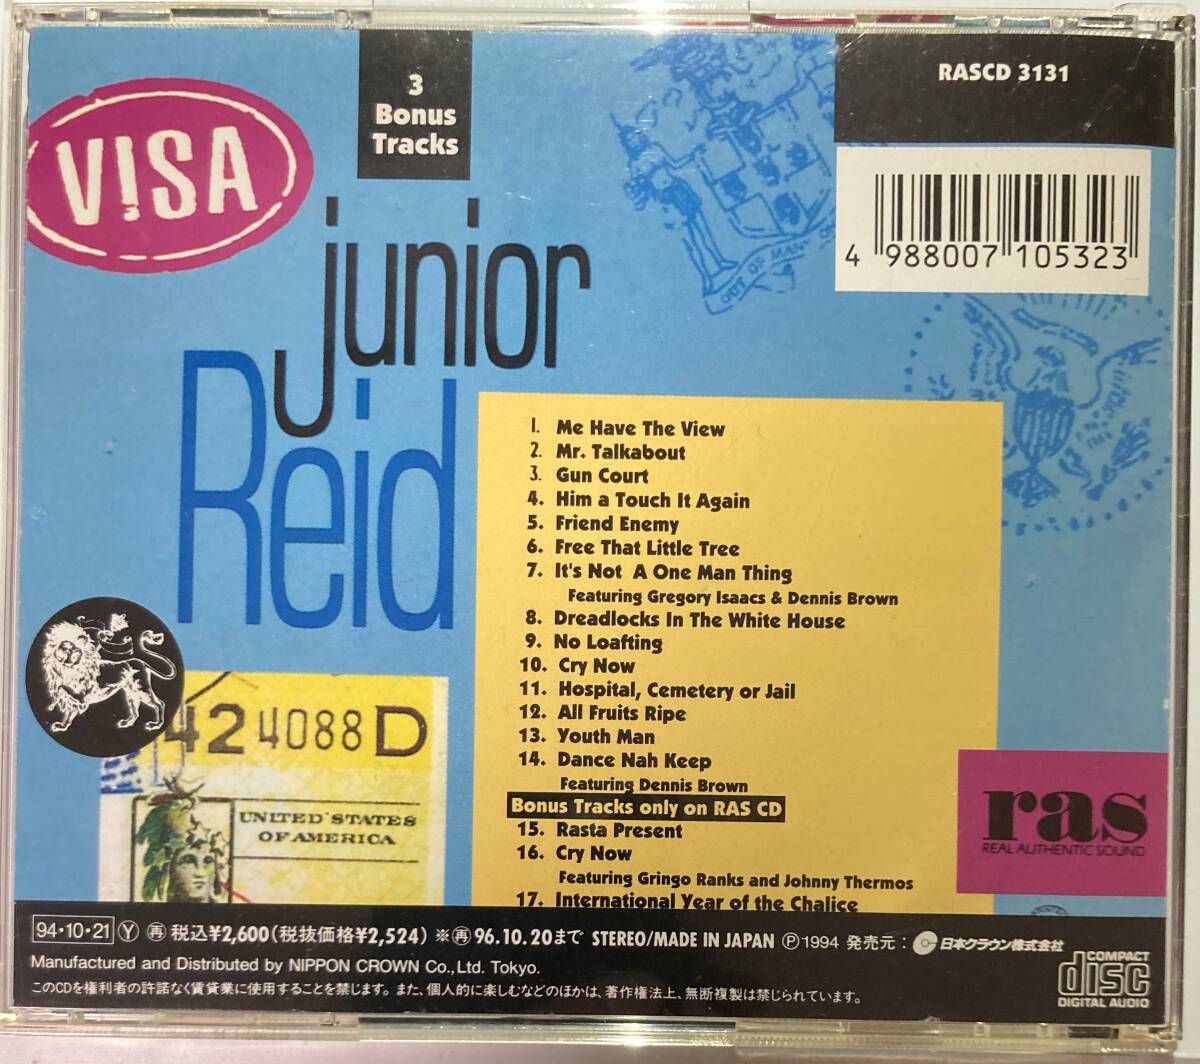 3
Bonus
Tracks
RASCD 3131
V!SA
4 988007 105323
OUT OF MANY
junior
Reid
1. Me Have The View
2. Mr. Talkabout
3. Gun Court
4. Him a Touch It Again
5. Friend Enemy
6. Free That Little Tree
7. It's Not A One Man Thing
Featuring Gregory Isaacs & Dennis Brown
8. Dreadlocks In The White House
9. No Loafting
10. Cry Now
11. Hospital, Cemetery or Jail
12. All Fruits Ripe
13. Youth Man
14. Dance Nah Keep
Featuring Dennis Brown
Bonus Tracks only on RAS CD
15. Rasta Present
16. Cry Now
Featuring Gringo Ranks and Johnny Thermos
17. International Year of the Chalice
424088D
UNITED STATES
OF AMERICA
ras
REAL AUTHENTIC SOUND
94・10・21 Ⓨ ㊢ 税込¥2,600(税抜価格¥2,524) ※㊢96.10.20まで STEREO/MADE IN JAPAN Ⓟ1994 発売元: 日本クラウン株式会社
Manufactured and Distributed by NIPPON CROWN Co.,Ltd. Tokyo.
このCDを権利者の許諾なく賃貸業に使用することを禁じます。また、個人的に楽しむなどのほかは、著作権法上、無断複製は禁じられています。
COMPACT
disc
DIGITAL AUDIO